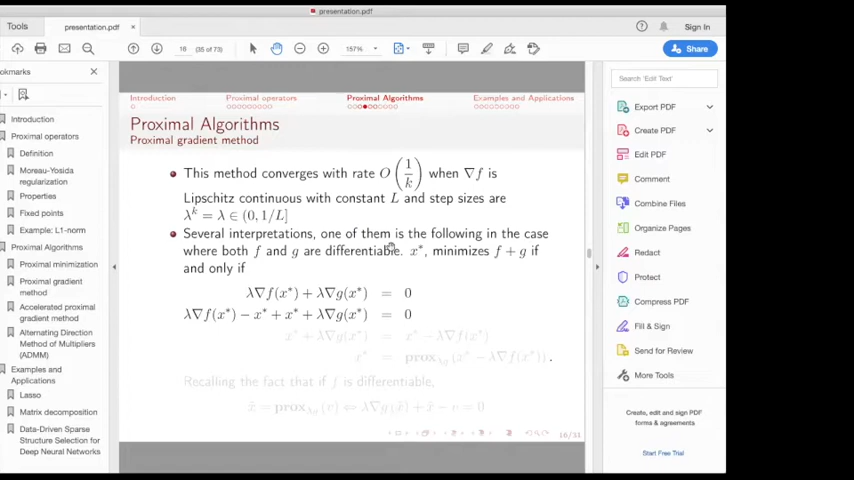 presentation.pdf
Tools
presentation.pdf ×
Sign In
16 (35 of 73)
157%
Share
okmarks
Introduction
Proximal operators
Definition
Moreau-Yosida regularization
Properties
Fixed points
Example: L1-norm
Proximal Algorithms
Proximal minimization
Proximal gradient method
Accelerated proximal gradient method
Alternating Direction Method of Multipliers (ADMM)
Examples and Applications
Lasso
Matrix decomposition
Data-Driven Sparse Structure Selection for Deep Neural Networks
Introduction Proximal operators Proximal Algorithms Examples and Applications
Proximal Algorithms
Proximal gradient method
This method converges with rate O(1/k) when ∇f is
Lipschitz continuous with constant L and step sizes are
λ^k = λ ∈ (0, 1/L]
Several interpretations, one of them is the following in the case
where both f and g are differentiable. x*, minimizes f + g if
and only if
λ∇f(x*) + λ∇g(x*) = 0
λ∇f(x*) − x* + x* + λ∇g(x*) = 0
x* + λ∇g(x*) = x* − λ∇f(x*)
x* = prox_λg(x* − λ∇f(x*)).
Recalling the fact that if f is differentiable,
x̃ = prox_λg(v) ⇔ λ∇g(x̃) + x̃ − v = 0
16/31
Search 'Edit Text'
Export PDF
Create PDF
Edit PDF
Comment
Combine Files
Organize Pages
Redact
Protect
Compress PDF
Fill & Sign
Send for Review
More Tools
Create, edit and sign PDF
forms & agreements
Start Free Trial